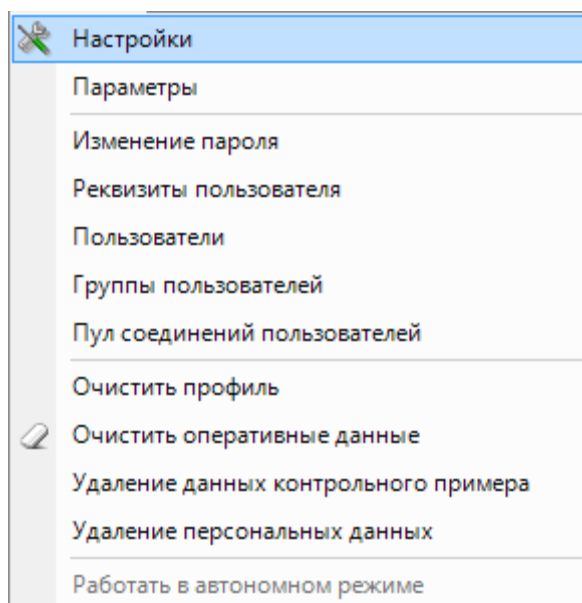 Настройки
Параметры
Изменение пароля
Реквизиты пользователя
Пользователи
Группы пользователей
Пул соединений пользователей
Очистить профиль
Очистить оперативные данные
Удаление данных контрольного примера
Удаление персональных данных
Работать в автономном режиме